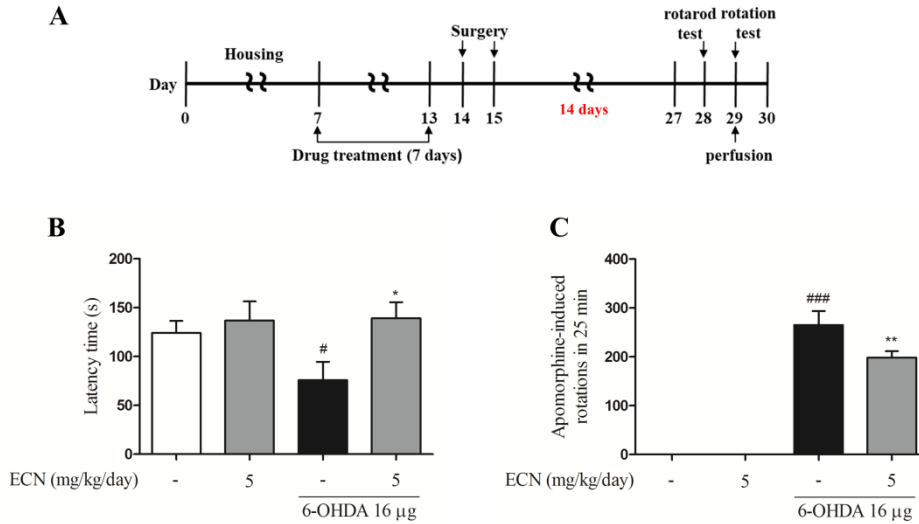 A
Housing
Surgery
rotarod rotation
test test
Day
0 7 13 14 15 27 28 29 30
14 days
Drug treatment (7 days)
perfusion
B
Latency time (s)
200
150
100
50
0
#
*
ECN (mg/kg/day) - 5 - 5
6-OHDA 16 μg
C
Apomorphine-induced
rotations in 25 min
400
300
200
100
0
###
**
ECN (mg/kg/day) - 5 - 5
6-OHDA 16 μg